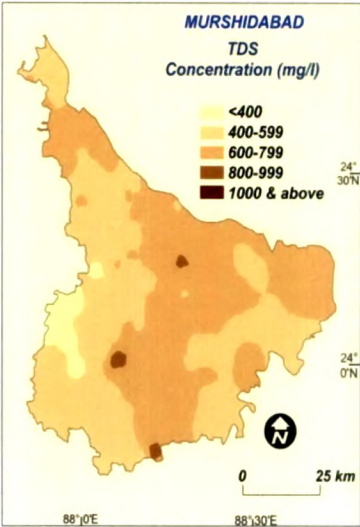 MURSHIDABAD
TDS
Concentration (mg/l)
<400
400-599
600-799
800-999
1000 & above
24°
30'N
24°
0'N
N
0 25 km
88°0'E 88°30'E